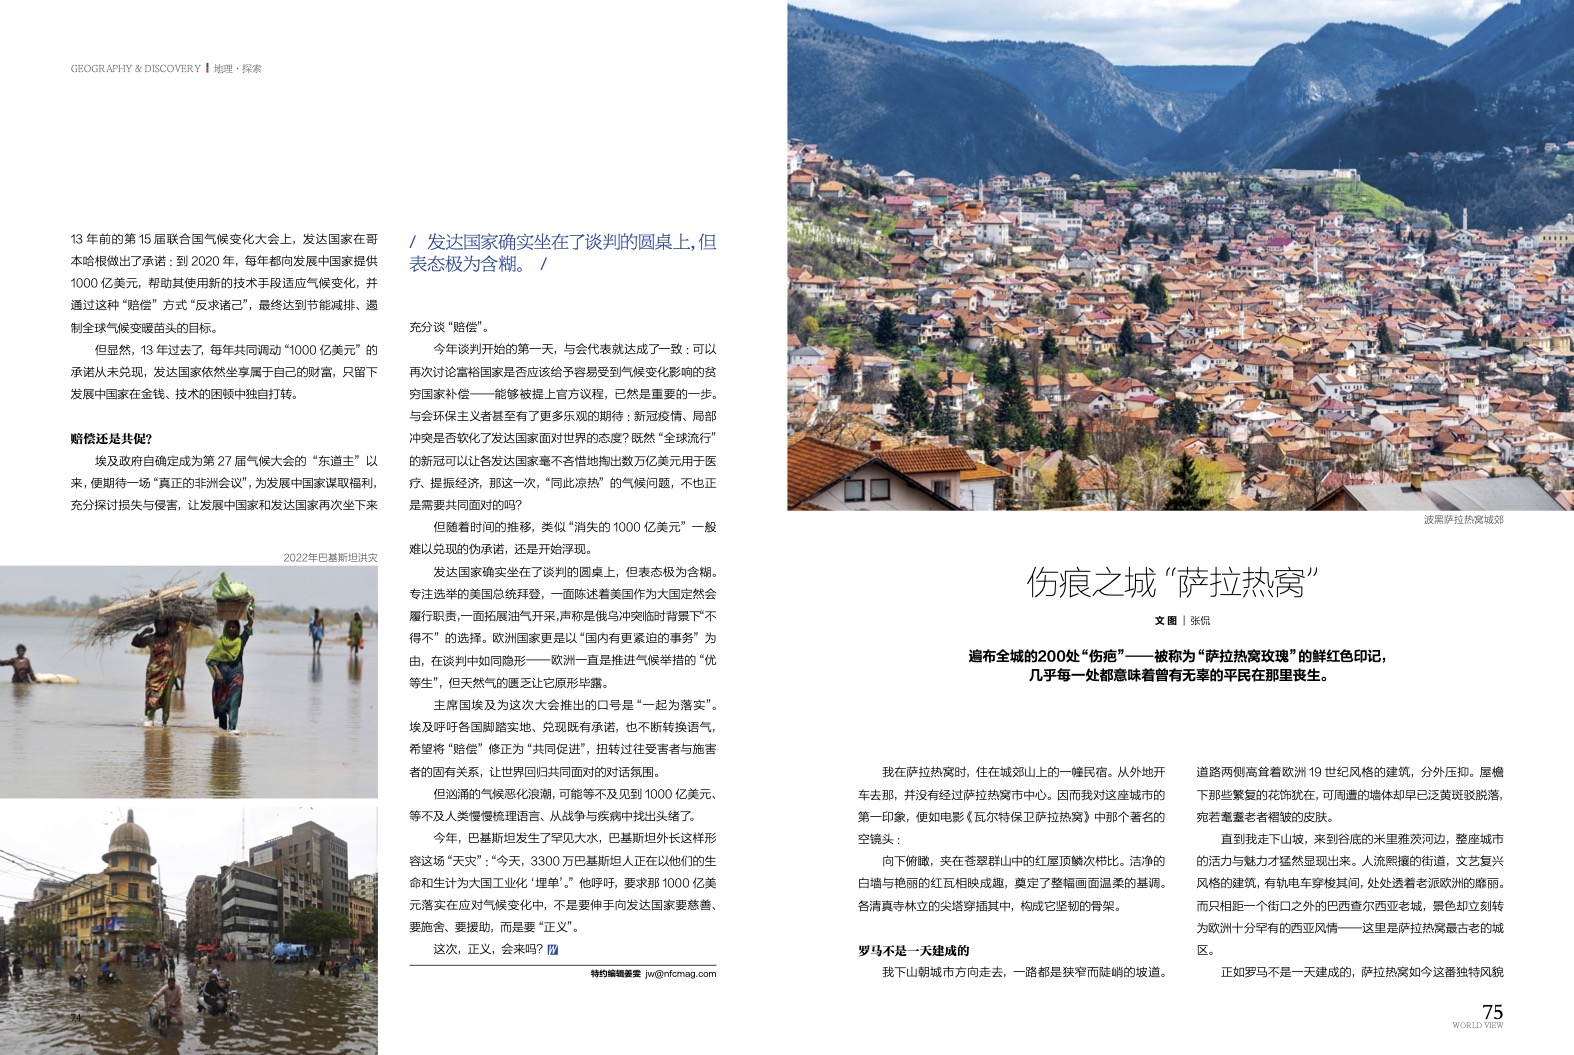 GEOGRAPHY & DISCOVERY | 地理·探索
13 年前的第 15 届联合国气候变化大会上，发达国家在哥
本哈根做出了承诺：到 2020 年，每年都向发展中国家提供
1000 亿美元，帮助其使用新的技术手段适应气候变化，并
通过这种“赔偿”方式“反求诸己”，最终达到节能减排、遏
制全球气候变暖苗头的目标。
但显然，13 年过去了，每年共同调动“1000 亿美元”的
承诺从未兑现，发达国家依然坐享属于自己的财富，只留下
发展中国家在金钱、技术的困顿中独自打转。
赔偿还是共促？
埃及政府自确定成为第 27 届气候大会的“东道主”以
来，便期待一场“真正的非洲会议”，为发展中国家谋取福利，
充分探讨损失与侵害，让发展中国家和发达国家再次坐下来
2022年巴基斯坦洪灾
74
/ 发达国家确实坐在了谈判的圆桌上，但
表态极为含糊。 /
充分谈“赔偿”。
今年谈判开始的第一天，与会代表就达成了一致：可以
再次讨论富裕国家是否应该给予容易受到气候变化影响的贫
穷国家补偿——能够被提上官方议程，已然是重要的一步。
与会环保主义者甚至有了更多乐观的期待：新冠疫情、局部
冲突是否软化了发达国家面对世界的态度？既然“全球流行”
的新冠可以让各发达国家毫不吝惜地掏出数万亿美元用于医
疗、提振经济，那这一次，“同此凉热”的气候问题，不也正
是需要共同面对的吗？
但随着时间的推移，类似“消失的 1000 亿美元”一般
难以兑现的伪承诺，还是开始浮现。
发达国家确实坐在了谈判的圆桌上，但表态极为含糊。
专注选举的美国总统拜登，一面陈述着美国作为大国定然会
履行职责，一面拓展油气开采，声称是俄乌冲突临时背景下“不
得不”的选择。欧洲国家更是以“国内有更紧迫的事务”为
由，在谈判中如同隐形——欧洲一直是推进气候举措的“优
等生”，但天然气的匮乏让它原形毕露。
主席国埃及为这次大会推出的口号是“一起为落实”。
埃及呼吁各国脚踏实地、兑现既有承诺，也不断转换语气，
希望将“赔偿”修正为“共同促进”，扭转过往受害者与施害
者的固有关系，让世界回归共同面对的对话氛围。
但汹涌的气候恶化浪潮，可能等不及见到 1000 亿美元、
等不及人类慢慢梳理语言、从战争与疾病中找出头绪了。
今年，巴基斯坦发生了罕见大水，巴基斯坦外长这样形
容这场“天灾”：“今天，3300 万巴基斯坦人正在以他们的生
命和生计为大国工业化‘埋单’。”他呼吁，要求那 1000 亿美
元落实在应对气候变化中，不是要伸手向发达国家要慈善、
要施舍、要援助，而是要“正义”。
这次，正义，会来吗？
特约编辑姜雯 jw@nfcmag.com
波黑萨拉热窝城郊
伤痕之城“萨拉热窝”
文 图 | 张侃
遍布全城的200处“伤疤”——被称为“萨拉热窝玫瑰”的鲜红色印记，
几乎每一处都意味着曾有无辜的平民在那里丧生。
我在萨拉热窝时，住在城郊山上的一幢民宿。从外地开
车去那，并没有经过萨拉热窝市中心。因而我对这座城市的
第一印象，便如电影《瓦尔特保卫萨拉热窝》中那个著名的
空镜头：
向下俯瞰，夹在苍翠群山中的红屋顶鳞次栉比。洁净的
白墙与艳丽的红瓦相映成趣，奠定了整幅画面温柔的基调。
各清真寺林立的尖塔穿插其中，构成它坚韧的骨架。
罗马不是一天建成的
我下山朝城市方向走去，一路都是狭窄而陡峭的坡道。
道路两侧高耸着欧洲 19 世纪风格的建筑，分外压抑。屋檐
下那些繁复的花饰犹在，可周遭的墙体却早已泛黄斑驳脱落，
宛若耄耋老者褶皱的皮肤。
直到我走下山坡，来到谷底的米里雅茨河边，整座城市
的活力与魅力才猛然显现出来。人流熙攘的街道，文艺复兴
风格的建筑，有轨电车穿梭其间，处处透着老派欧洲的靡丽。
而只相距一个街口之外的巴西查尔西亚老城，景色却立刻转
为欧洲十分罕有的西亚风情——这里是萨拉热窝最古老的城
区。
正如罗马不是一天建成的，萨拉热窝如今这番独特风貌
75
WORLD VIEW